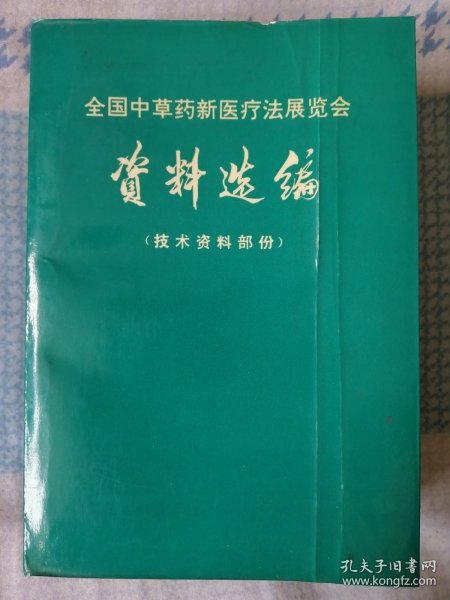 全国中草药新医疗法展览会
資料选编
（技术资料部份）
孔夫子旧书网
www.kongfz.com